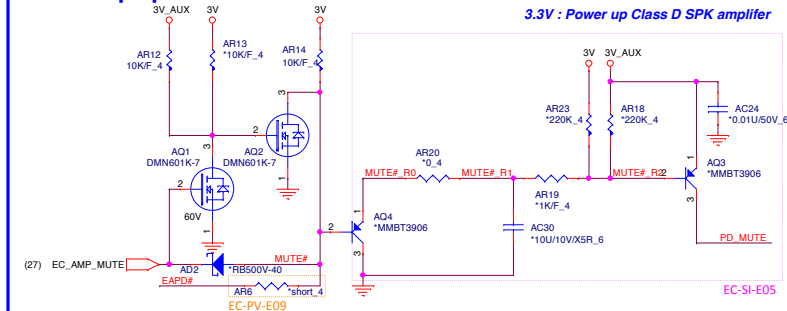 3.3V : Power up Class D SPK amplifer
3V_AUX
3V
3V
AR12
10K/F_4
AR13
*10K/F_4
AR14
10K/F_4
3
2
1
AQ2
DMN601K-7
3
AQ1
DMN601K-7
2
60V
1
(27) EC_AMP_MUTE
AD2
*RB500V-40
MUTE#
EAPD#
AR6
*short_4
EC-PV-E09
3V
3V_AUX
AR23
*220K_4
AR18
*220K_4
AC24
*0.01U/50V_6
AR20
*0_4
MUTE#_R0
MUTE#_R1
AR19
*1K/F_4
MUTE#_R2
2
1
3
AQ3
*MMBT3906
1
2
3
AQ4
*MMBT3906
AC30
*10U/10V/X5R_6
PD_MUTE
EC-SI-E05